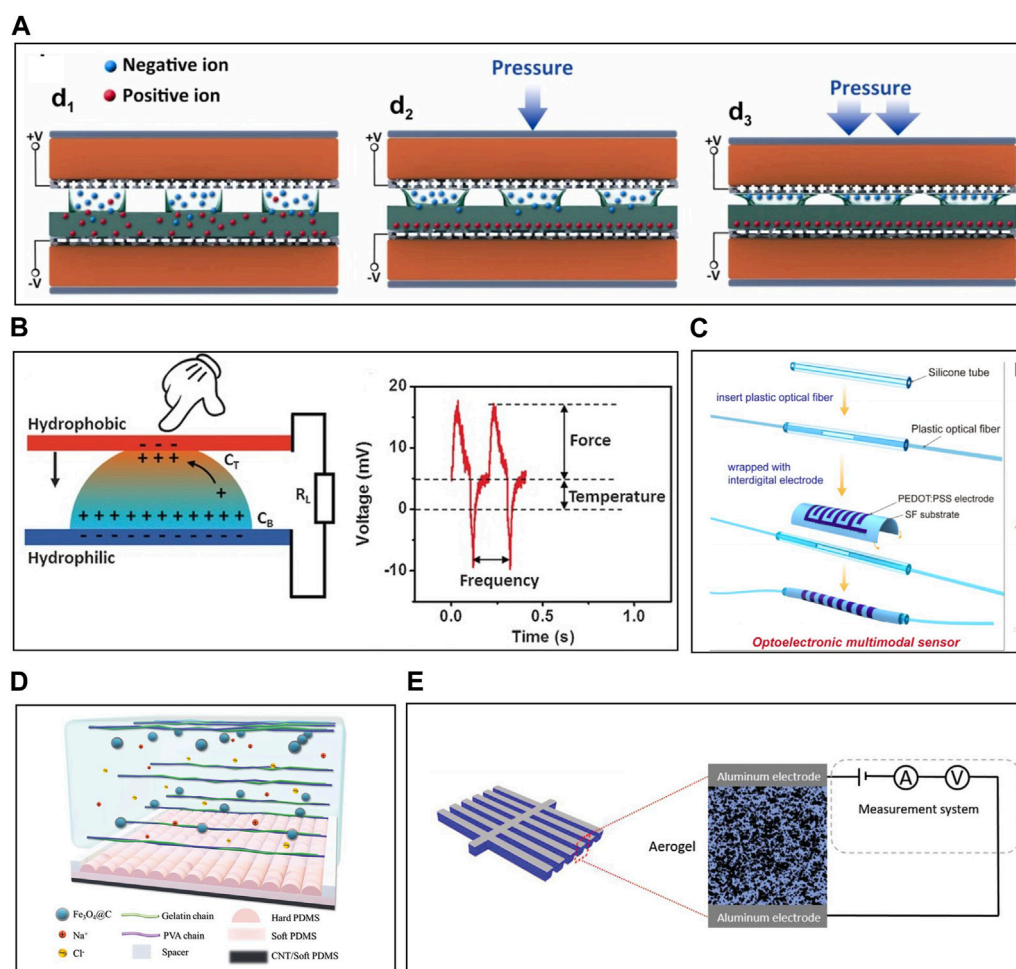 A
Negative ion
Positive ion
d₁
d₂
d₃
Pressure
Pressure
+V
-V
+V
-V
+V
-V
B
Hydrophobic
Hydrophilic
- - -
+ + +
C_T
+
+ + + + + + + + + +
C_B
- - - - - - - - - -
R_L
Voltage (mV)
20
10
0
-10
Force
Temperature
Frequency
0.0 0.5 1.0
Time (s)
C
Silicone tube
insert plastic optical fiber
Plastic optical fiber
wrapped with
interdigital electrode
PEDOT:PSS electrode
SF substrate
Optoelectronic multimodal sensor
D
Fe₃O₄@C
Gelatin chain
Hard PDMS
Na⁺
PVA chain
Soft PDMS
Cl⁻
Spacer
CNT/Soft PDMS
E
Aluminum electrode
Aerogel
Aluminum electrode
A
V
Measurement system